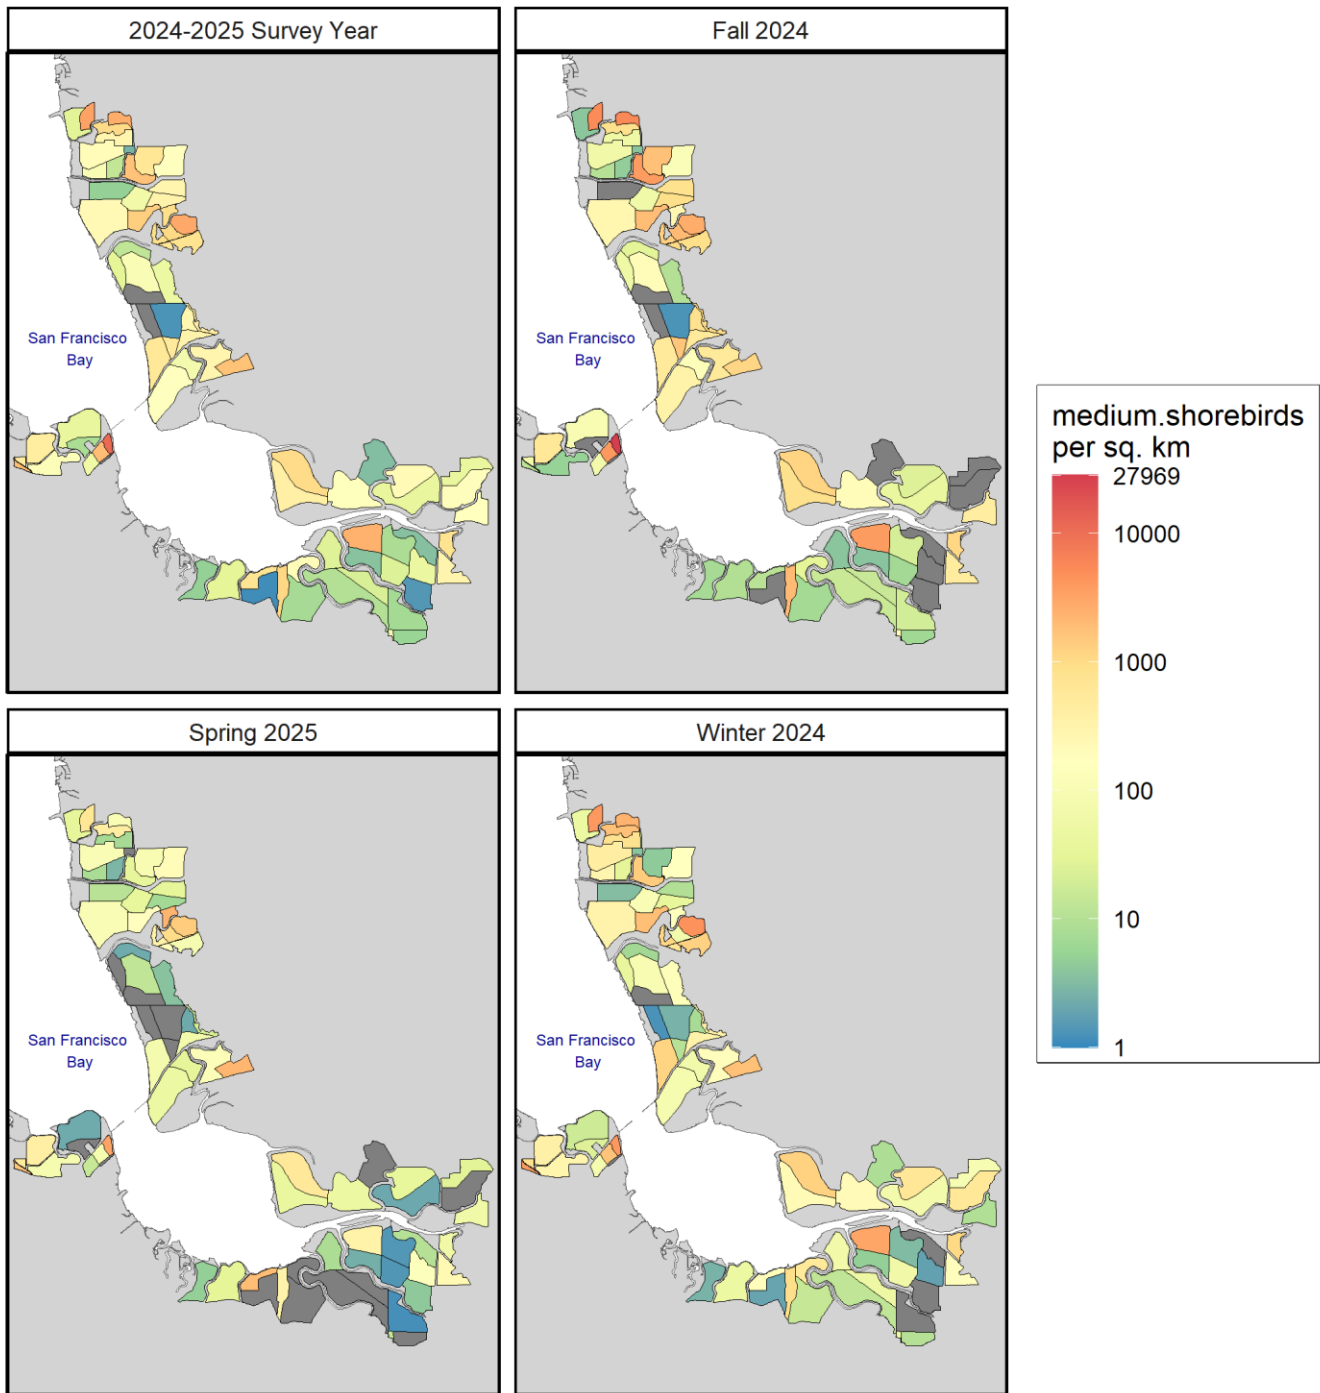 2024-2025 Survey Year
Fall 2024
San Francisco
Bay
San Francisco
Bay
medium.shorebirds
per sq. km
27969
10000
1000
100
10
1
Spring 2025
Winter 2024
San Francisco
Bay
San Francisco
Bay